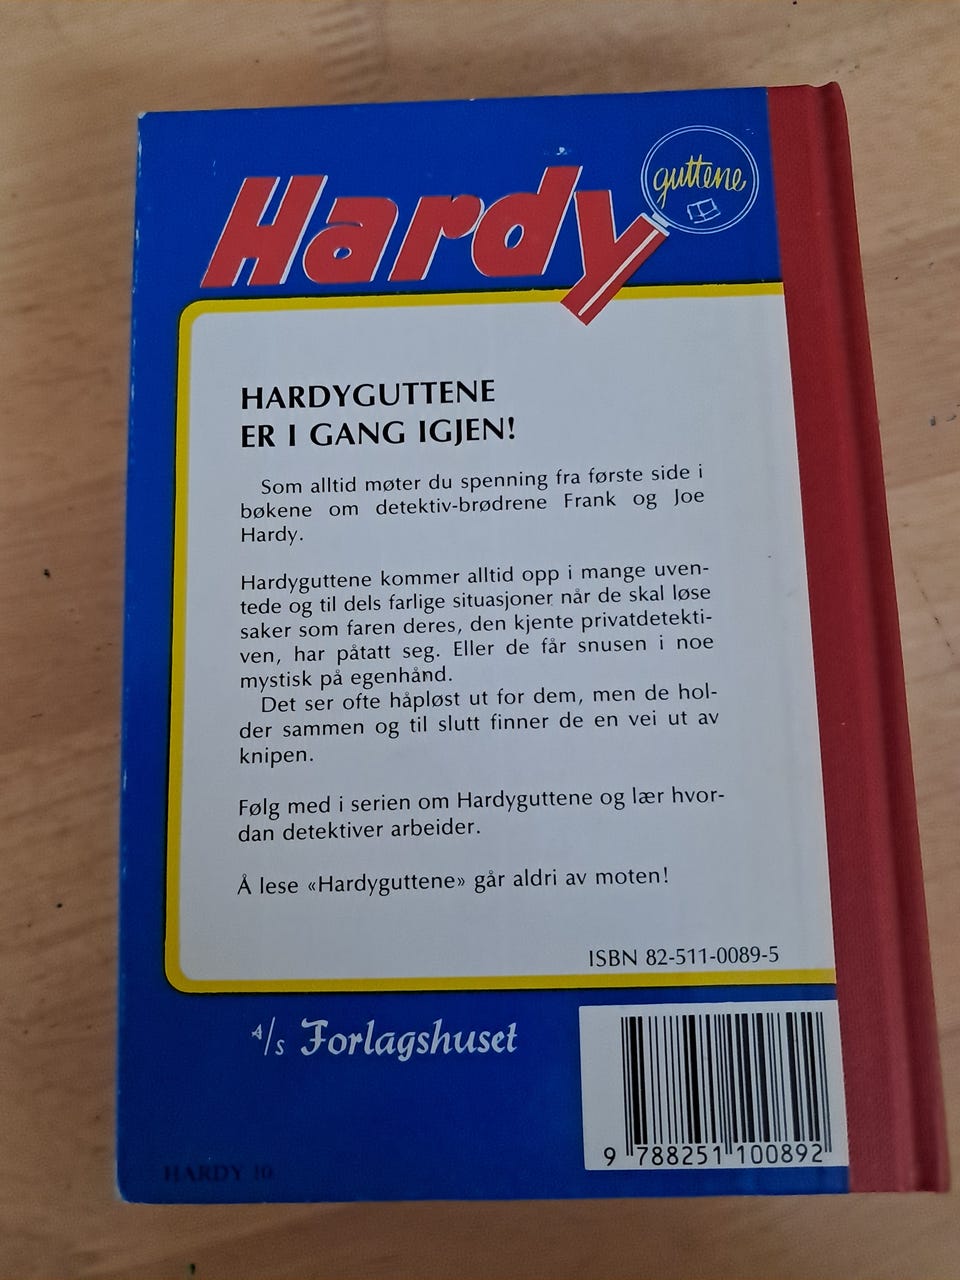 Hardy
guttene
HARDYGUTTENE
ER I GANG IGJEN!
Som alltid møter du spenning fra første side i
bøkene om detektiv-brødrene Frank og Joe
Hardy.
Hardyguttene kommer alltid opp i mange uven-
tede og til dels farlige situasjoner når de skal løse
saker som faren deres, den kjente privatdetekti-
ven, har påtatt seg. Eller de får snusen i noe
mystisk på egenhånd.
Det ser ofte håpløst ut for dem, men de hol-
der sammen og til slutt finner de en vei ut av
knipen.
Følg med i serien om Hardyguttene og lær hvor-
dan detektiver arbeider.
Å lese «Hardyguttene» går aldri av moten!
ISBN 82-511-0089-5
A/S Forlagshuset
9 788251 100892
HARDY 10